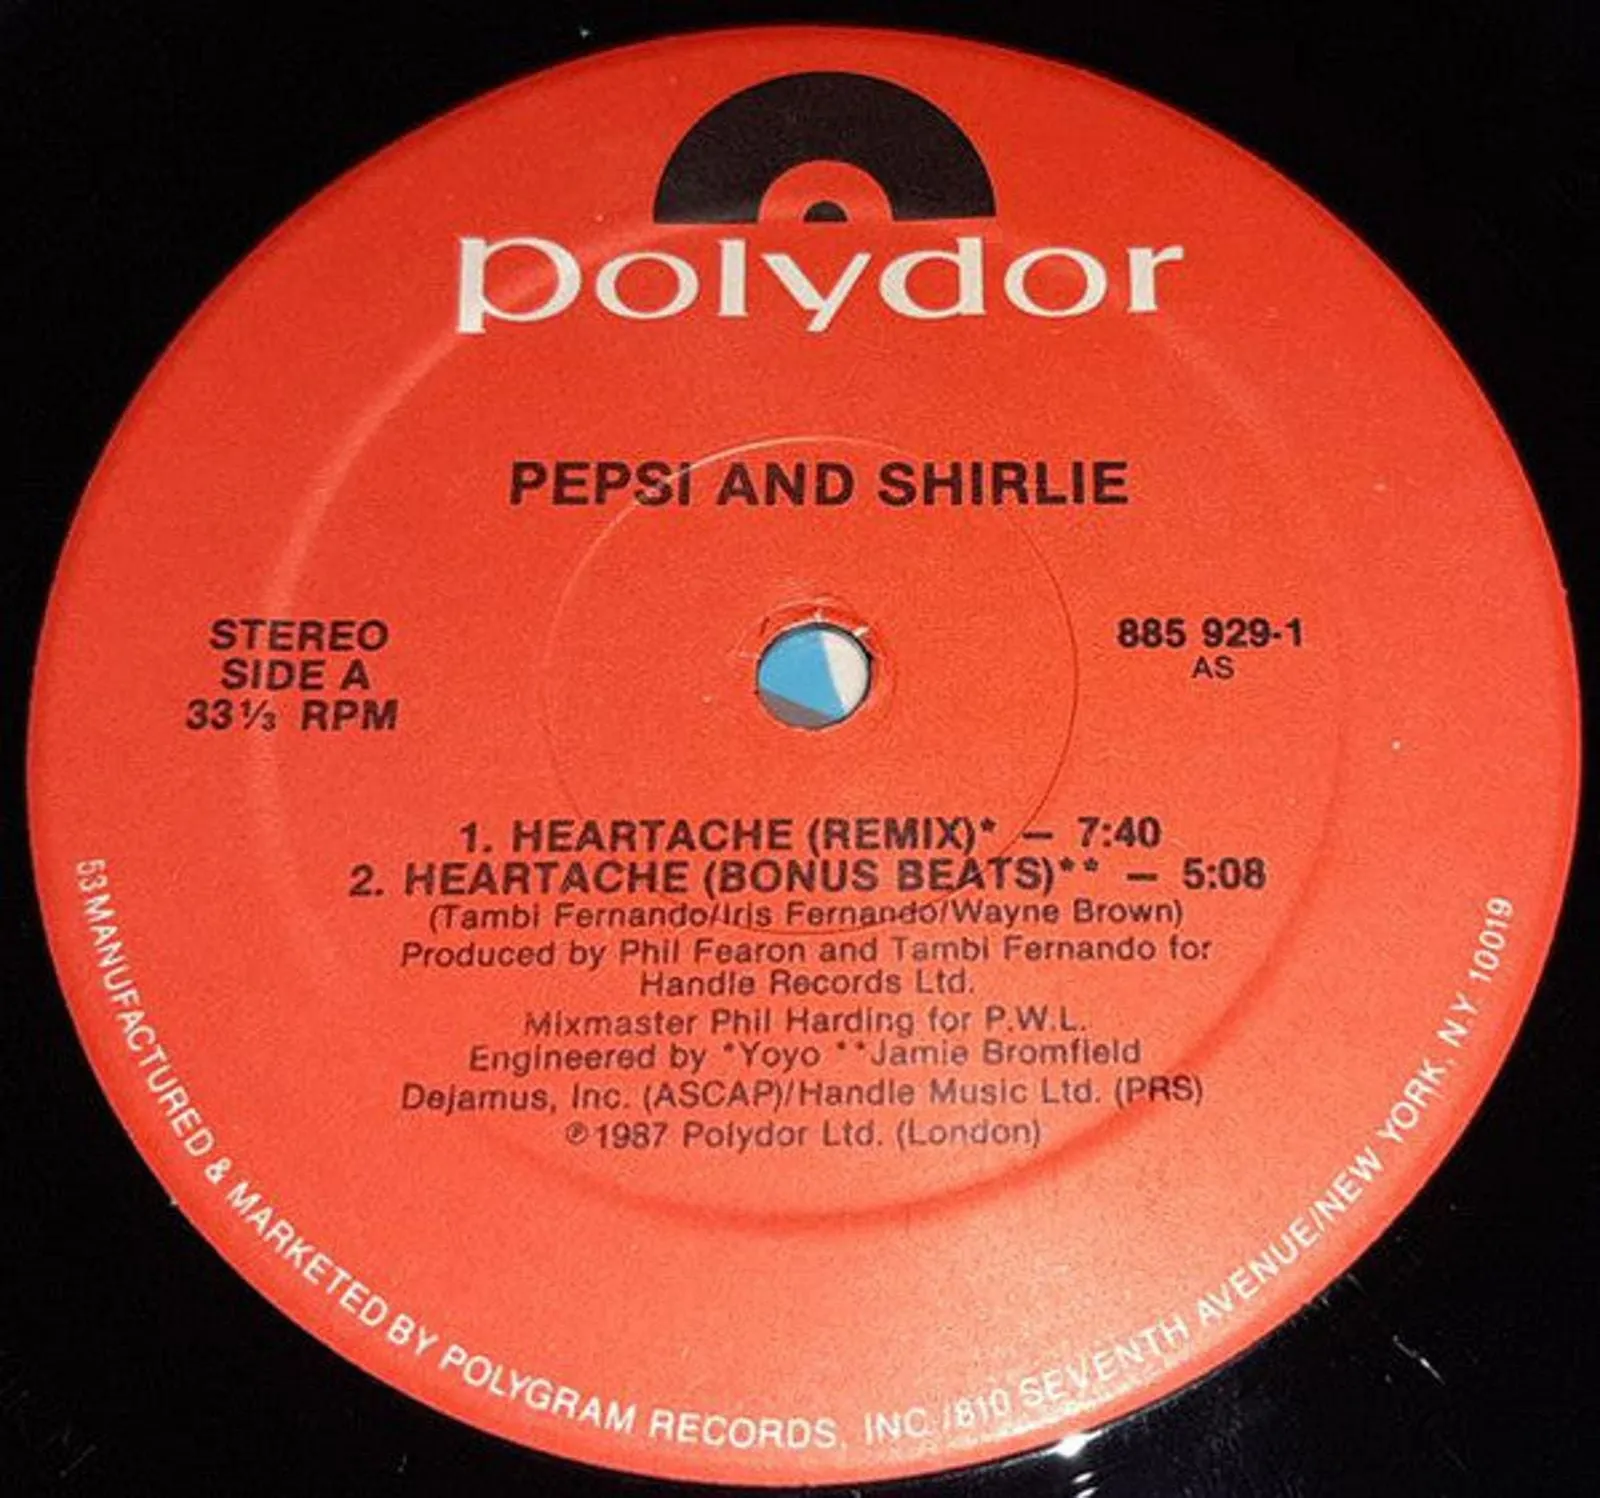 polydor
PEPSI AND SHIRLIE
STEREO
SIDE A
33 1/3 RPM
885 929-1
AS
1. HEARTACHE (REMIX)* — 7:40
2. HEARTACHE (BONUS BEATS)** — 5:08
(Tambi Fernando/Iris Fernando/Wayne Brown)
Produced by Phil Fearon and Tambi Fernando for
Handle Records Ltd.
Mixmaster Phil Harding for P.W.L.
Engineered by *Yoyo **Jamie Bromfield
Dejamus, Inc. (ASCAP)/Handle Music Ltd. (PRS)
℗ 1987 Polydor Ltd. (London)
53 MANUFACTURED & MARKETED BY POLYGRAM RECORDS, INC./810 SEVENTH AVENUE/NEW YORK, N.Y. 10019